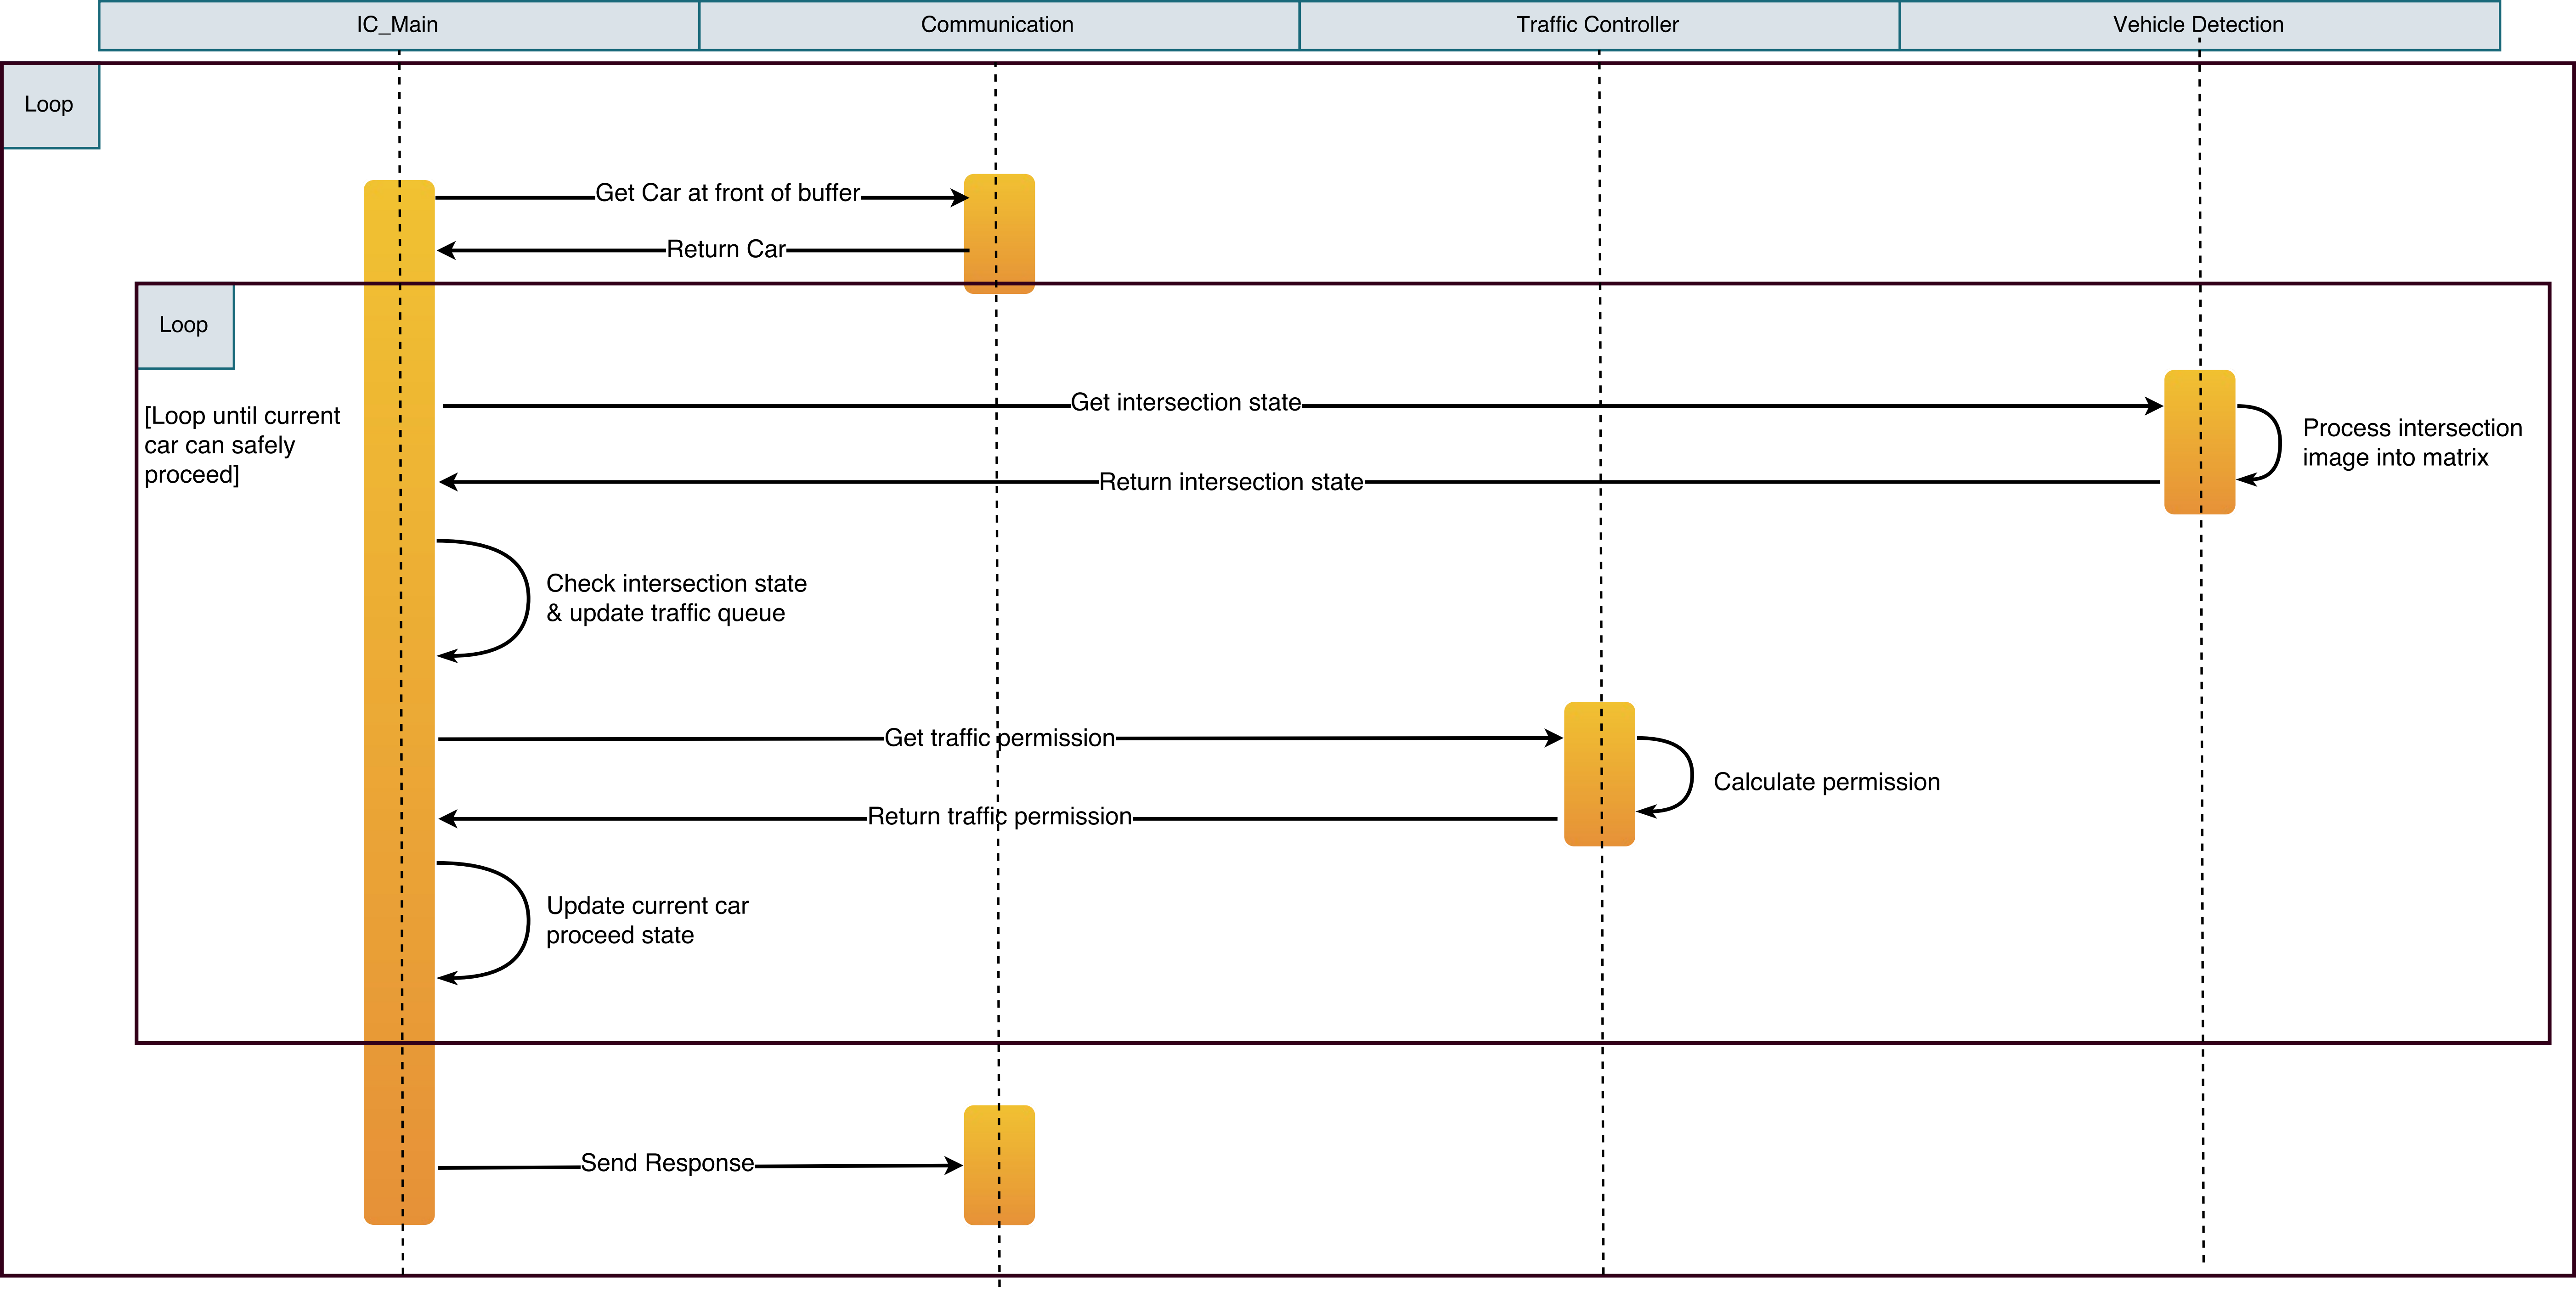 IC_Main
Communication
Traffic Controller
Vehicle Detection
Loop
Get Car at front of buffer
Return Car
Loop
[Loop until current
car can safely
proceed]
Get intersection state
Process intersection
image into matrix
Return intersection state
Check intersection state
& update traffic queue
Get traffic permission
Calculate permission
Return traffic permission
Update current car
proceed state
Send Response